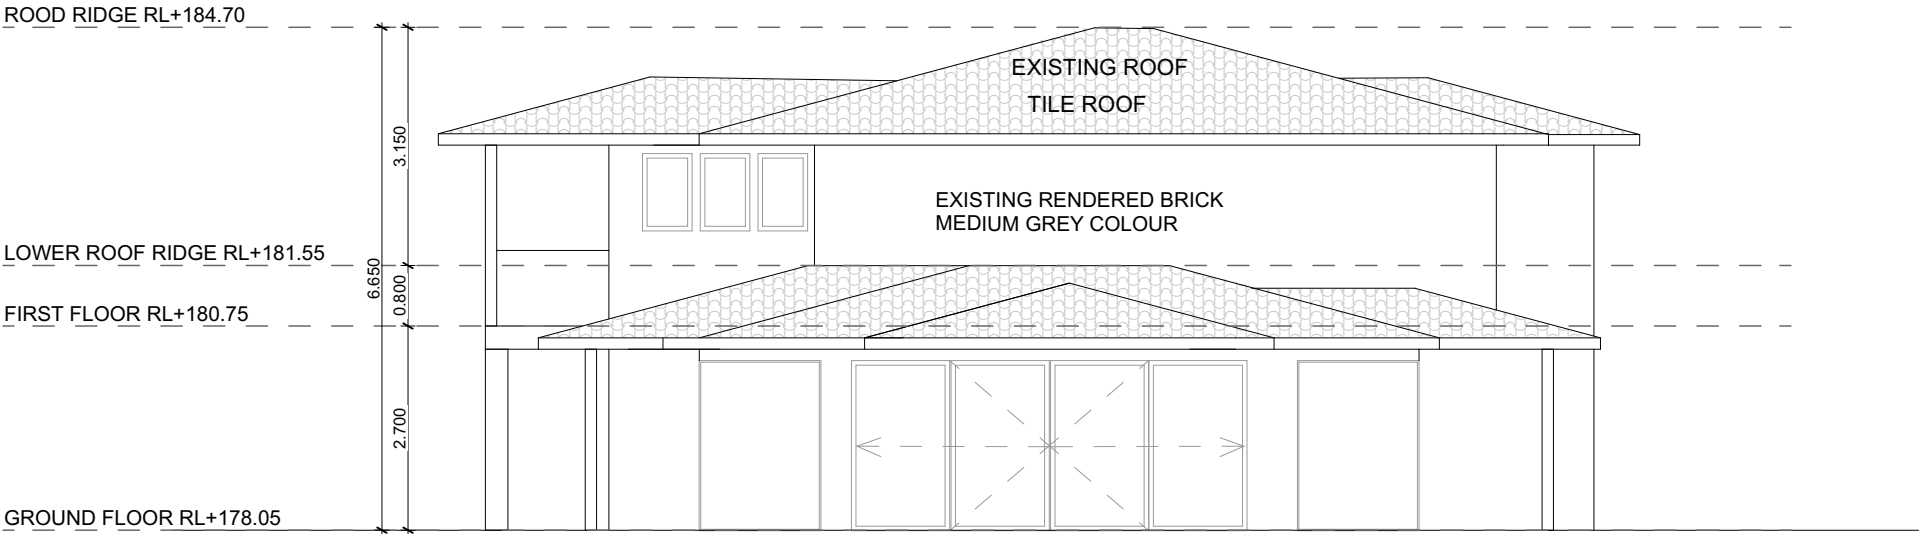 ROOD RIDGE RL+184.70
EXISTING ROOF
TILE ROOF
3.150
EXISTING RENDERED BRICK
MEDIUM GREY COLOUR
LOWER ROOF RIDGE RL+181.55
6.650
0.800
FIRST FLOOR RL+180.75
2.700
GROUND FLOOR RL+178.05